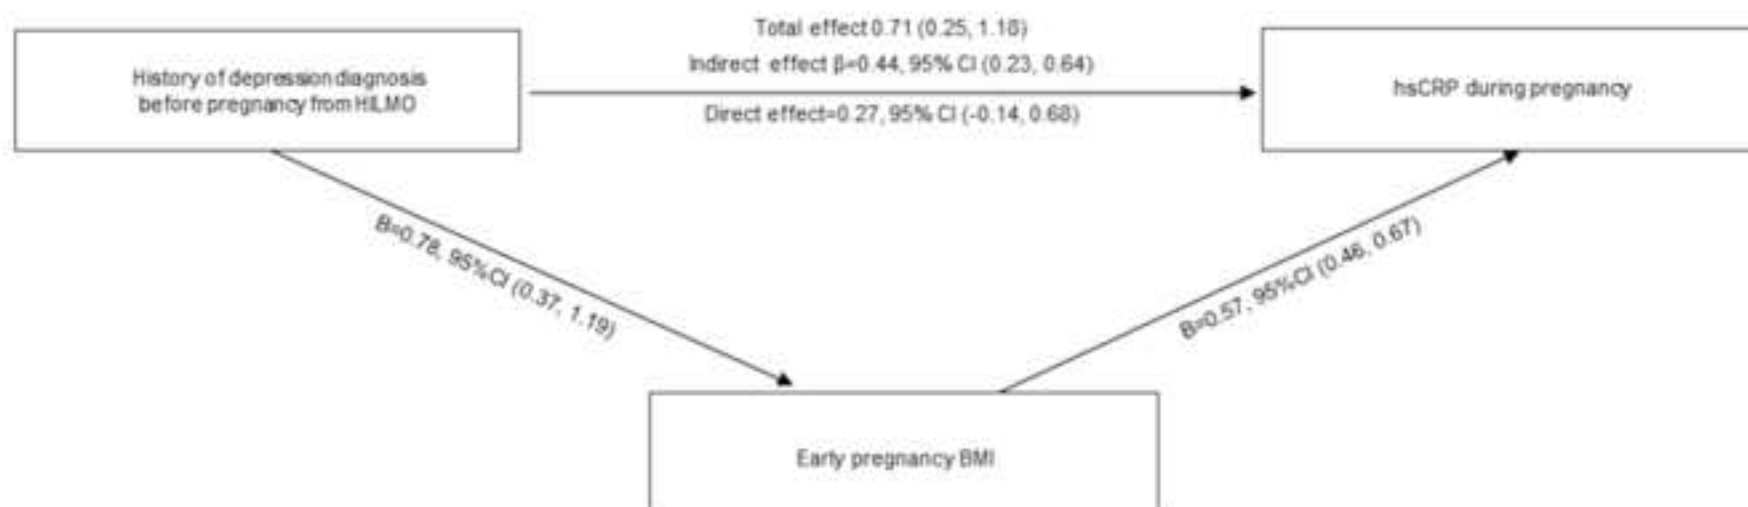 Total effect 0.71 (0.25, 1.18)
History of depression diagnosis
before pregnancy from HILMO
Indirect effect β=0.44, 95% CI (0.23, 0.64)
Direct effect=0.27, 95% CI (-0.14, 0.68)
hsCRP during pregnancy
B=0.78, 95%CI (0.37, 1.19)
B=0.57, 95%CI (0.46, 0.67)
Early pregnancy BMI